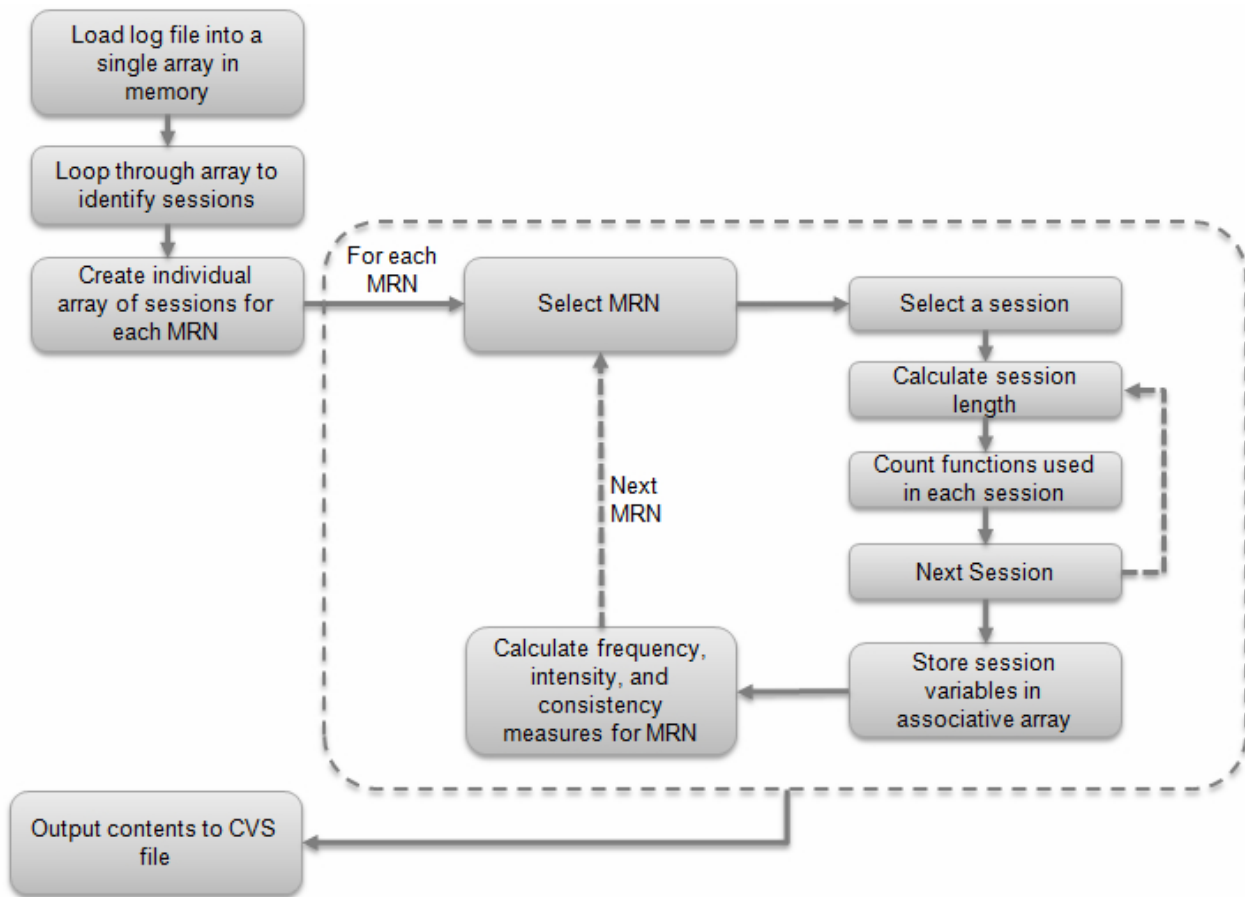 Load log file into a
single array in
memory
Loop through array to
identify sessions
Create individual
array of sessions for
each MRN
For each
MRN
Select MRN
Select a session
Calculate session
length
Count functions used
in each session
Next Session
Store session
variables in
associative array
Calculate frequency,
intensity, and
consistency
measures for MRN
Next
MRN
Output contents to CVS
file